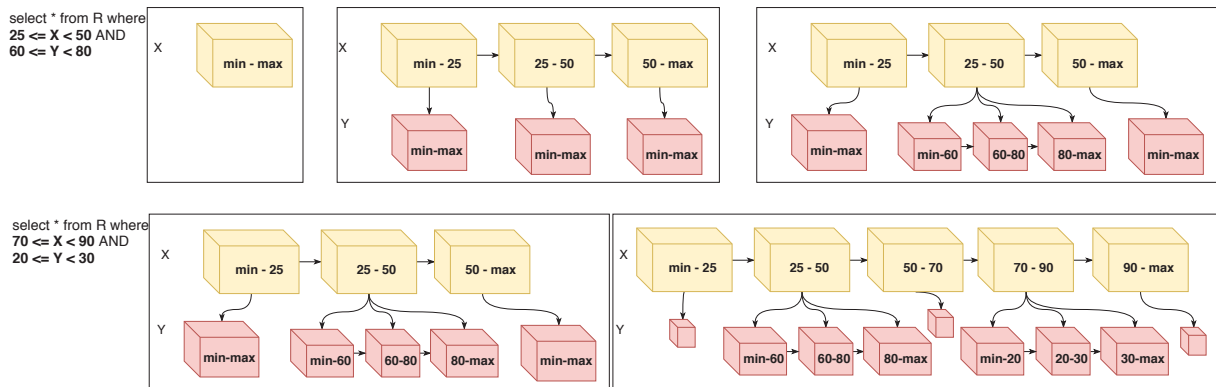 select * from R where
25 <= X < 50 AND
60 <= Y < 80
X
min - max
X
min - 25
25 - 50
50 - max
Y
min-max
min-max
min-max
X
min - 25
25 - 50
50 - max
Y
min-max
min-60
60-80
80-max
min-max
select * from R where
70 <= X < 90 AND
20 <= Y < 30
X
min - 25
25 - 50
50 - max
Y
min-max
min-60
60-80
80-max
min-max
X
min - 25
25 - 50
50 - 70
70 - 90
90 - max
Y
min-60
60-80
80-max
min-20
20-30
30-max